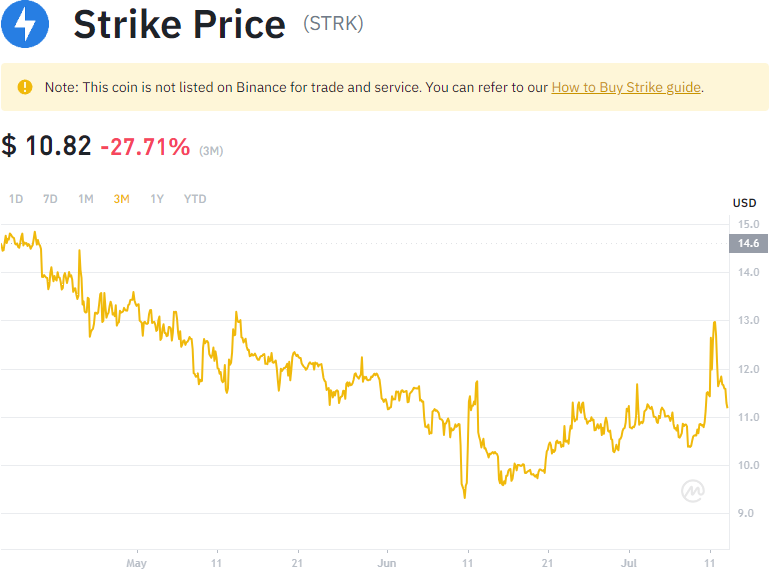 Strike Price (STRK)
Note: This coin is not listed on Binance for trade and service. You can refer to our How to Buy Strike guide.
$ 10.82 -27.71% (3M)
1D 7D 1M 3M 1Y YTD
USD
15.0
14.6
14.0
13.0
12.0
11.0
10.0
9.0
May 11 21 Jun 11 21 Jul 11